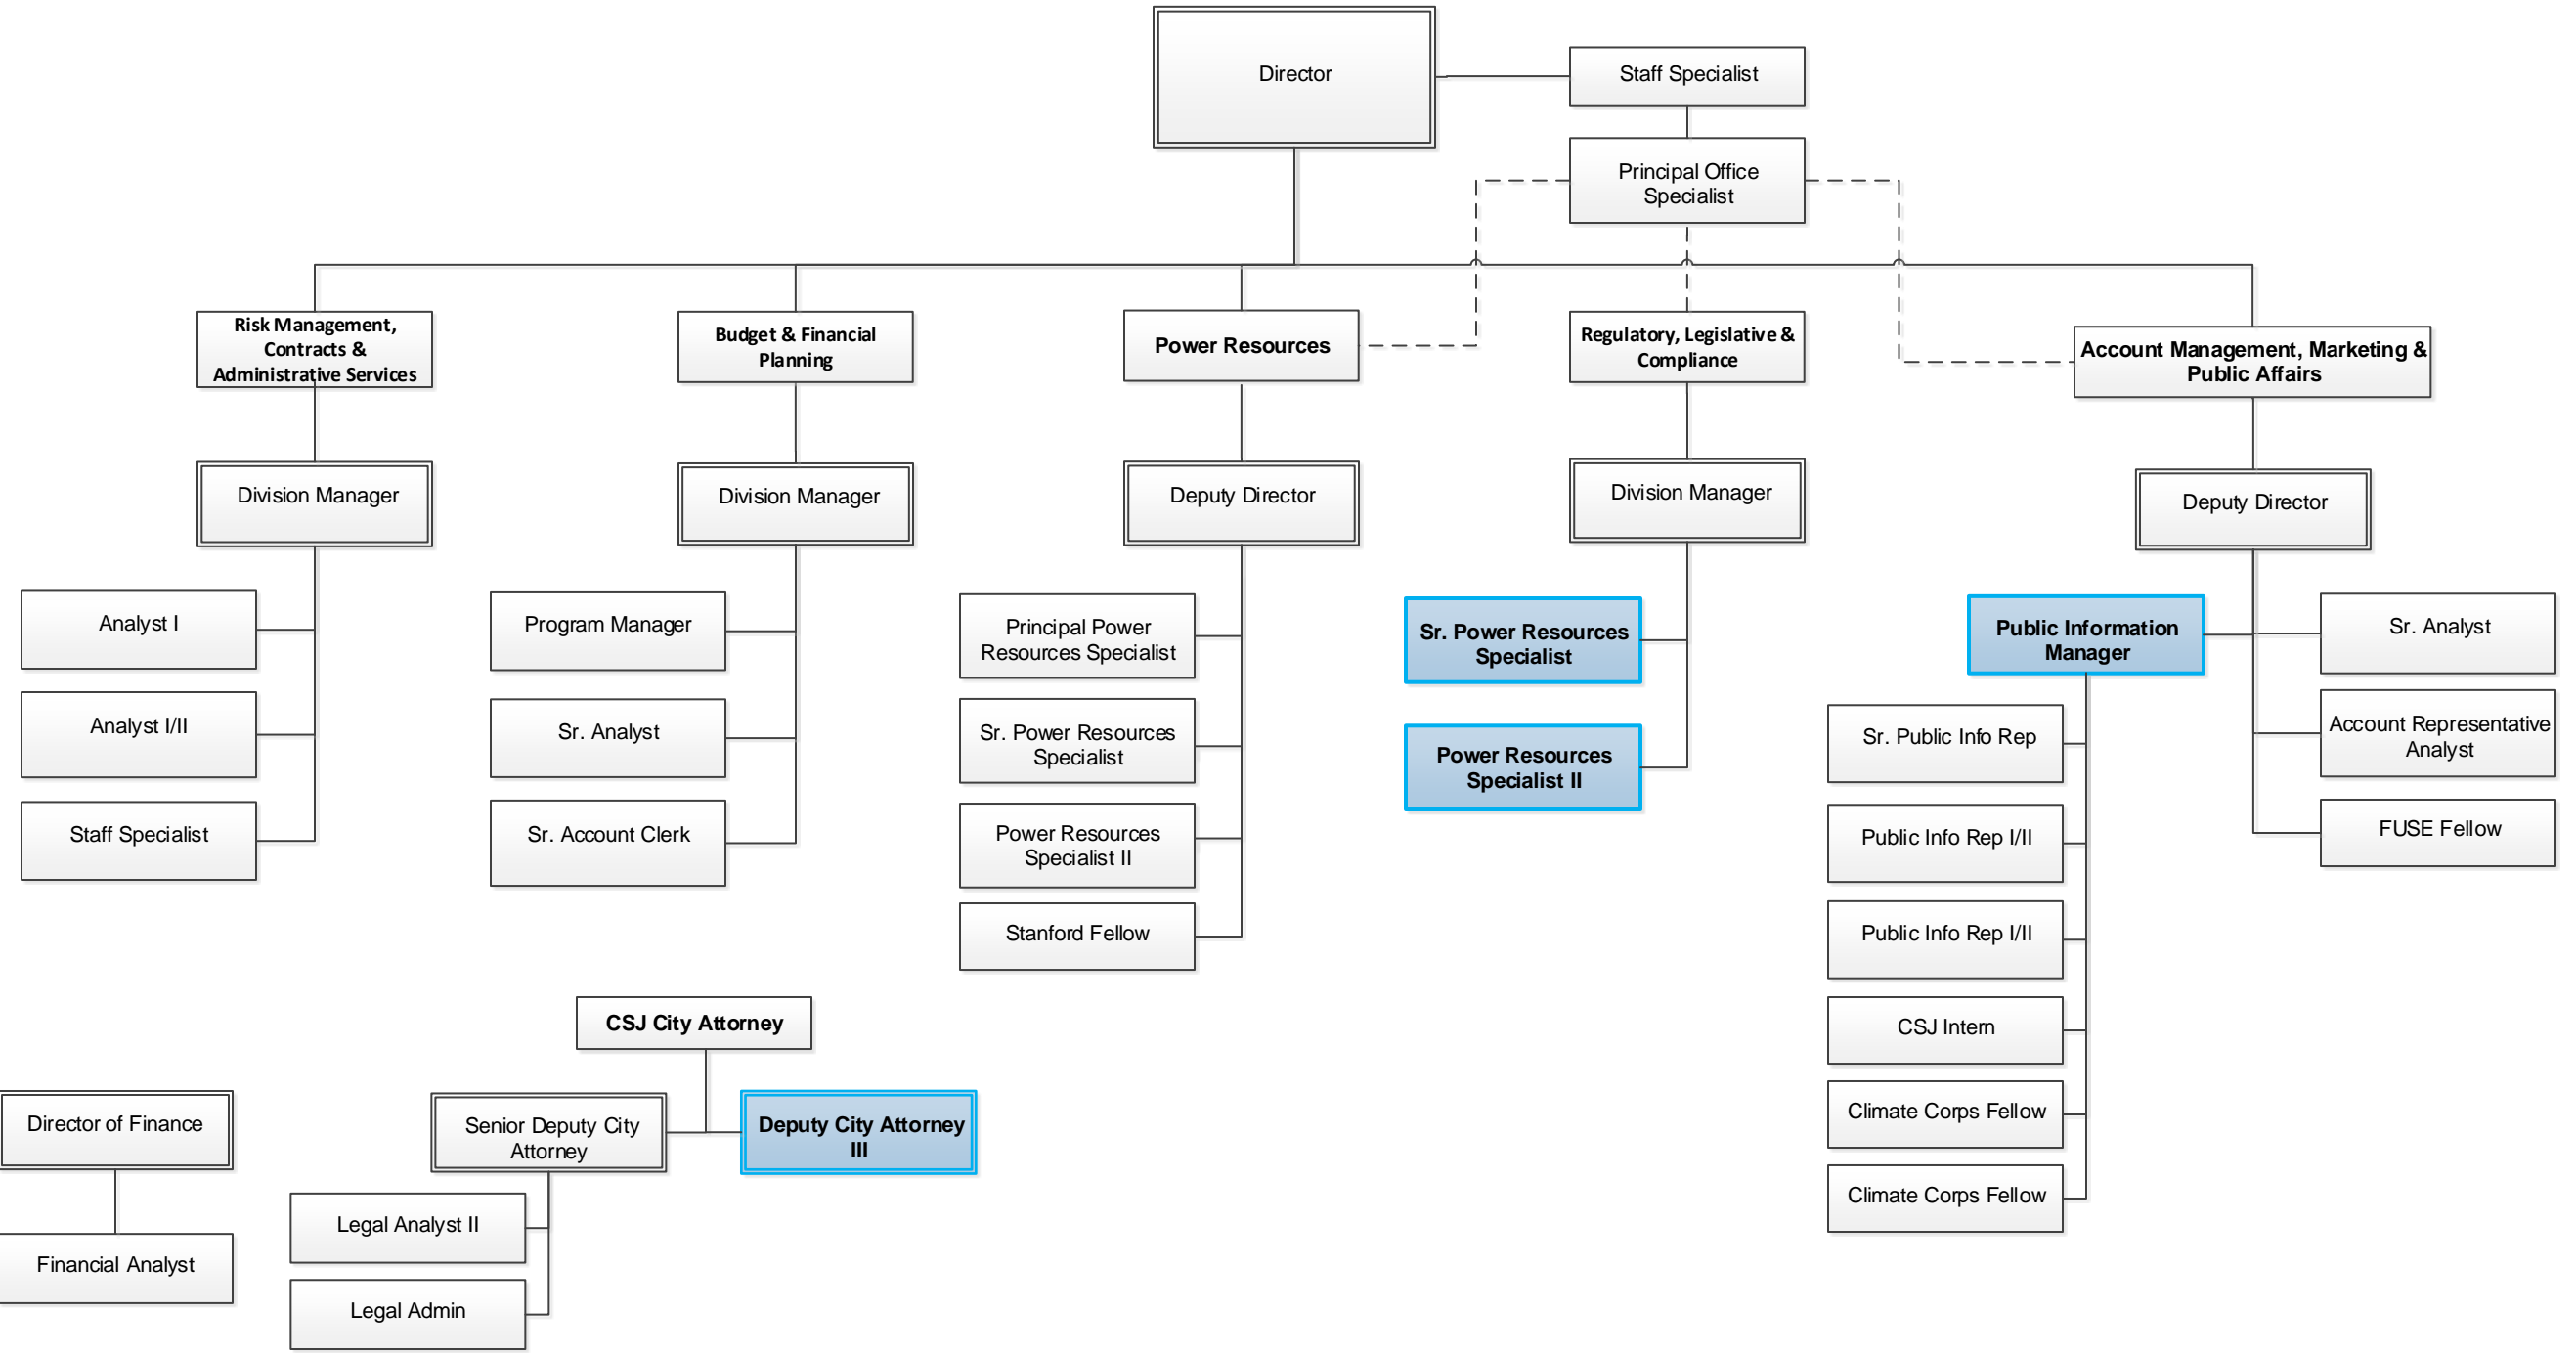 Director
Staff Specialist
Principal Office
Specialist
Risk Management,
Contracts &
Administrative Services
Budget & Financial
Planning
Power Resources
Regulatory, Legislative &
Compliance
Account Management, Marketing &
Public Affairs
Division Manager
Division Manager
Deputy Director
Division Manager
Deputy Director
Analyst I
Analyst I/II
Staff Specialist
Program Manager
Sr. Analyst
Sr. Account Clerk
Principal Power
Resources Specialist
Sr. Power Resources
Specialist
Power Resources
Specialist II
Stanford Fellow
Sr. Power Resources
Specialist
Power Resources
Specialist II
Public Information
Manager
Sr. Public Info Rep
Public Info Rep I/II
Public Info Rep I/II
CSJ Intern
Climate Corps Fellow
Climate Corps Fellow
Sr. Analyst
Account Representative
Analyst
FUSE Fellow
CSJ City Attorney
Senior Deputy City
Attorney
Deputy City Attorney
III
Legal Analyst II
Legal Admin
Director of Finance
Financial Analyst